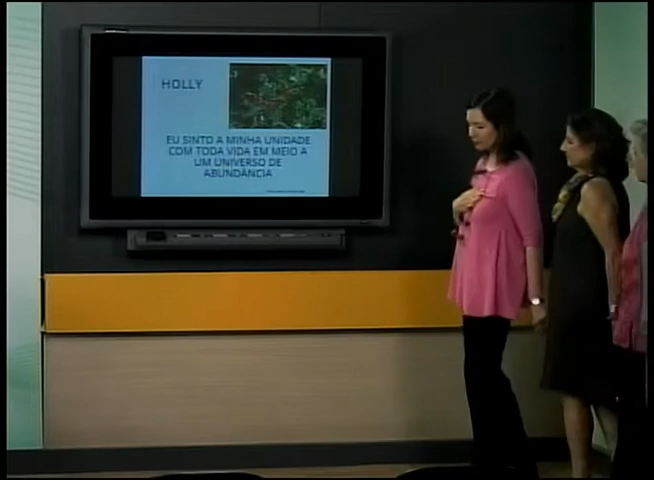 HOLLY
EU SINTO A MINHA UNIDADE
COM TODA VIDA EM MEIO A
UM UNIVERSO DE
ABUNDÂNCIA